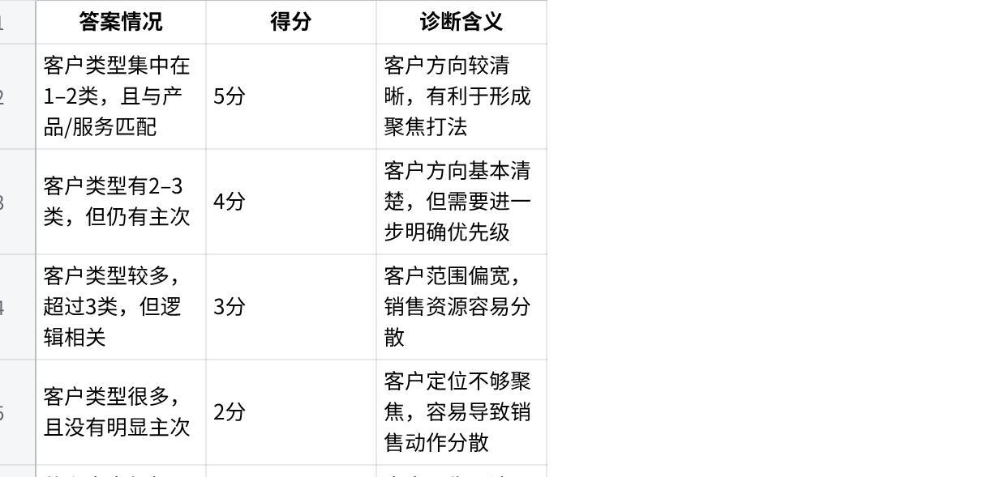 答案情况
得分
诊断含义
客户类型集中在
1–2类，且与产
品/服务匹配
5分
客户方向较清
晰，有利于形成
聚焦打法
客户类型有2–3
类，但仍有主次
4分
客户方向基本清
楚，但需要进一
步明确优先级
客户类型较多，
超过3类，但逻
辑相关
3分
客户范围偏宽，
销售资源容易分
散
客户类型很多，
且没有明显主次
2分
客户定位不够聚
焦，容易导致销
售动作分散